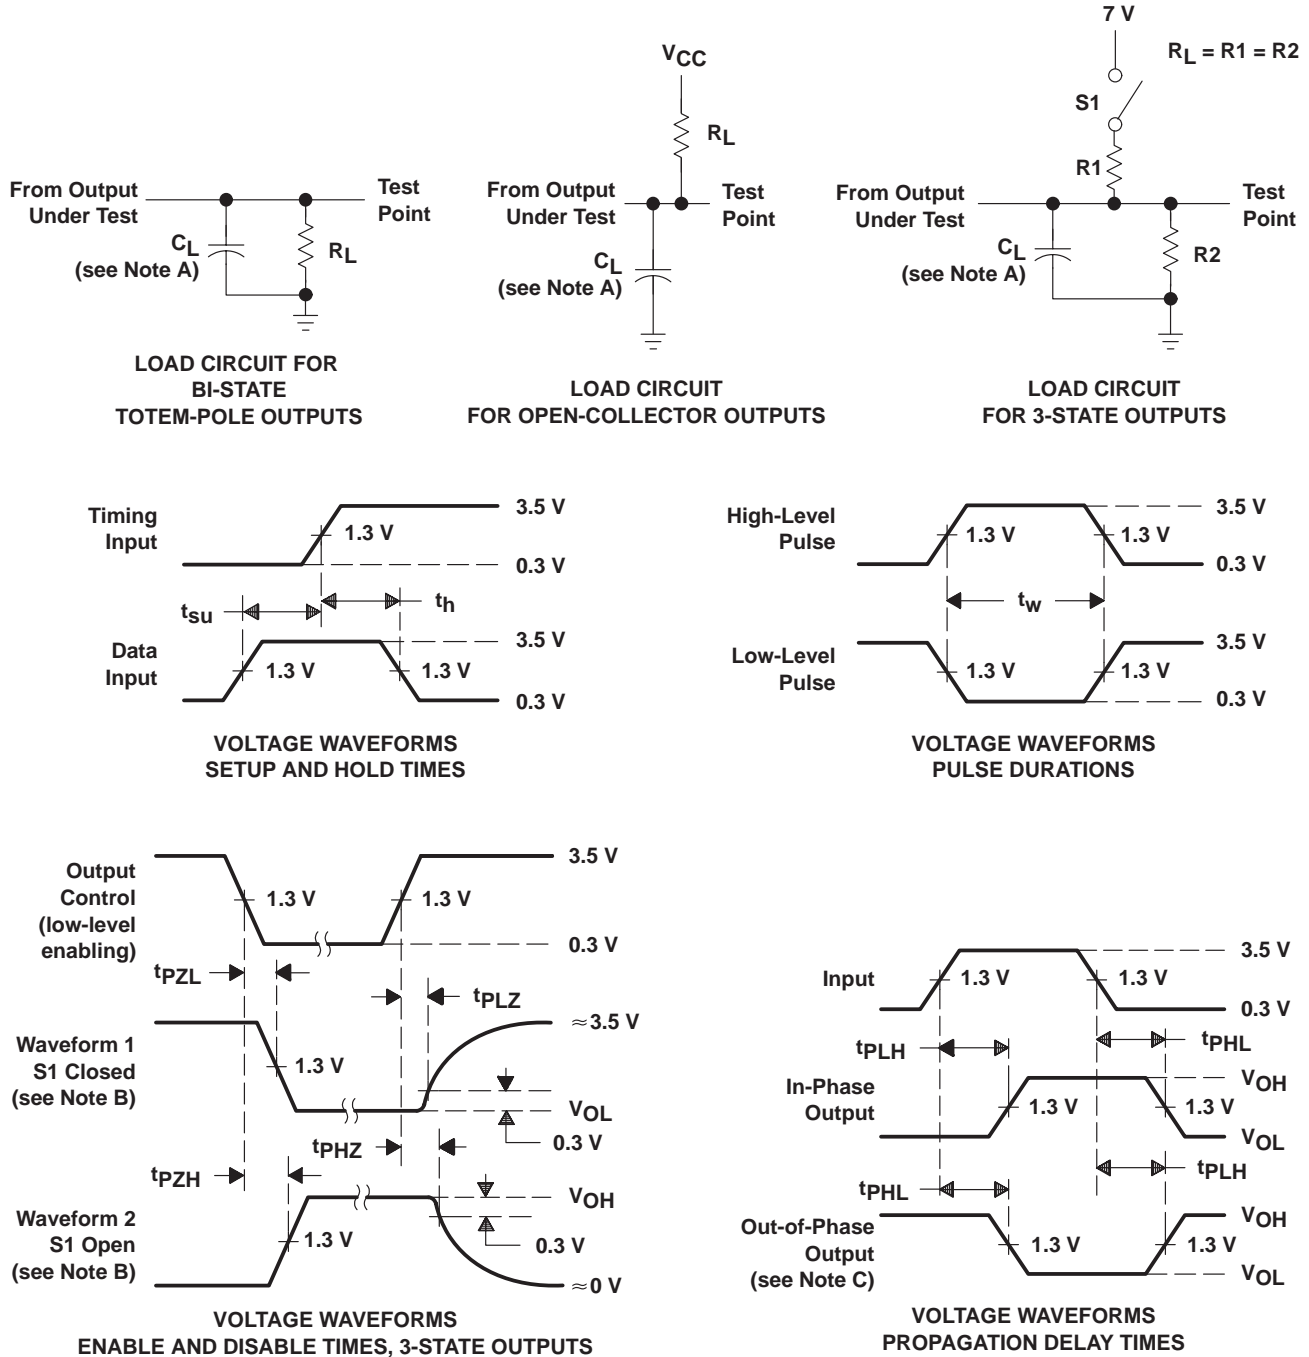 7 V
RL = R1 = R2
VCC
S1
RL
R1
From Output
Under Test
Test
Point
CL
(see Note A)
RL
From Output
Under Test
Test
Point
CL
(see Note A)
From Output
Under Test
Test
Point
CL
(see Note A)
R2
LOAD CIRCUIT FOR
BI-STATE
TOTEM-POLE OUTPUTS
LOAD CIRCUIT
FOR OPEN-COLLECTOR OUTPUTS
LOAD CIRCUIT
FOR 3-STATE OUTPUTS
Timing
Input
1.3 V
3.5 V
0.3 V
tsu
th
Data
Input
1.3 V
1.3 V
3.5 V
0.3 V
VOLTAGE WAVEFORMS
SETUP AND HOLD TIMES
High-Level
Pulse
1.3 V
1.3 V
3.5 V
0.3 V
tw
Low-Level
Pulse
1.3 V
1.3 V
3.5 V
0.3 V
VOLTAGE WAVEFORMS
PULSE DURATIONS
Output
Control
(low-level
enabling)
1.3 V
1.3 V
3.5 V
0.3 V
tPZL
tPLZ
Waveform 1
S1 Closed
(see Note B)
1.3 V
≈3.5 V
VOL
0.3 V
tPHZ
tPZH
Waveform 2
S1 Open
(see Note B)
1.3 V
VOH
0.3 V
≈0 V
VOLTAGE WAVEFORMS
ENABLE AND DISABLE TIMES, 3-STATE OUTPUTS
Input
1.3 V
1.3 V
3.5 V
0.3 V
tPLH
tPHL
In-Phase
Output
1.3 V
1.3 V
VOH
VOL
tPHL
tPLH
Out-of-Phase
Output
(see Note C)
1.3 V
1.3 V
VOH
VOL
VOLTAGE WAVEFORMS
PROPAGATION DELAY TIMES